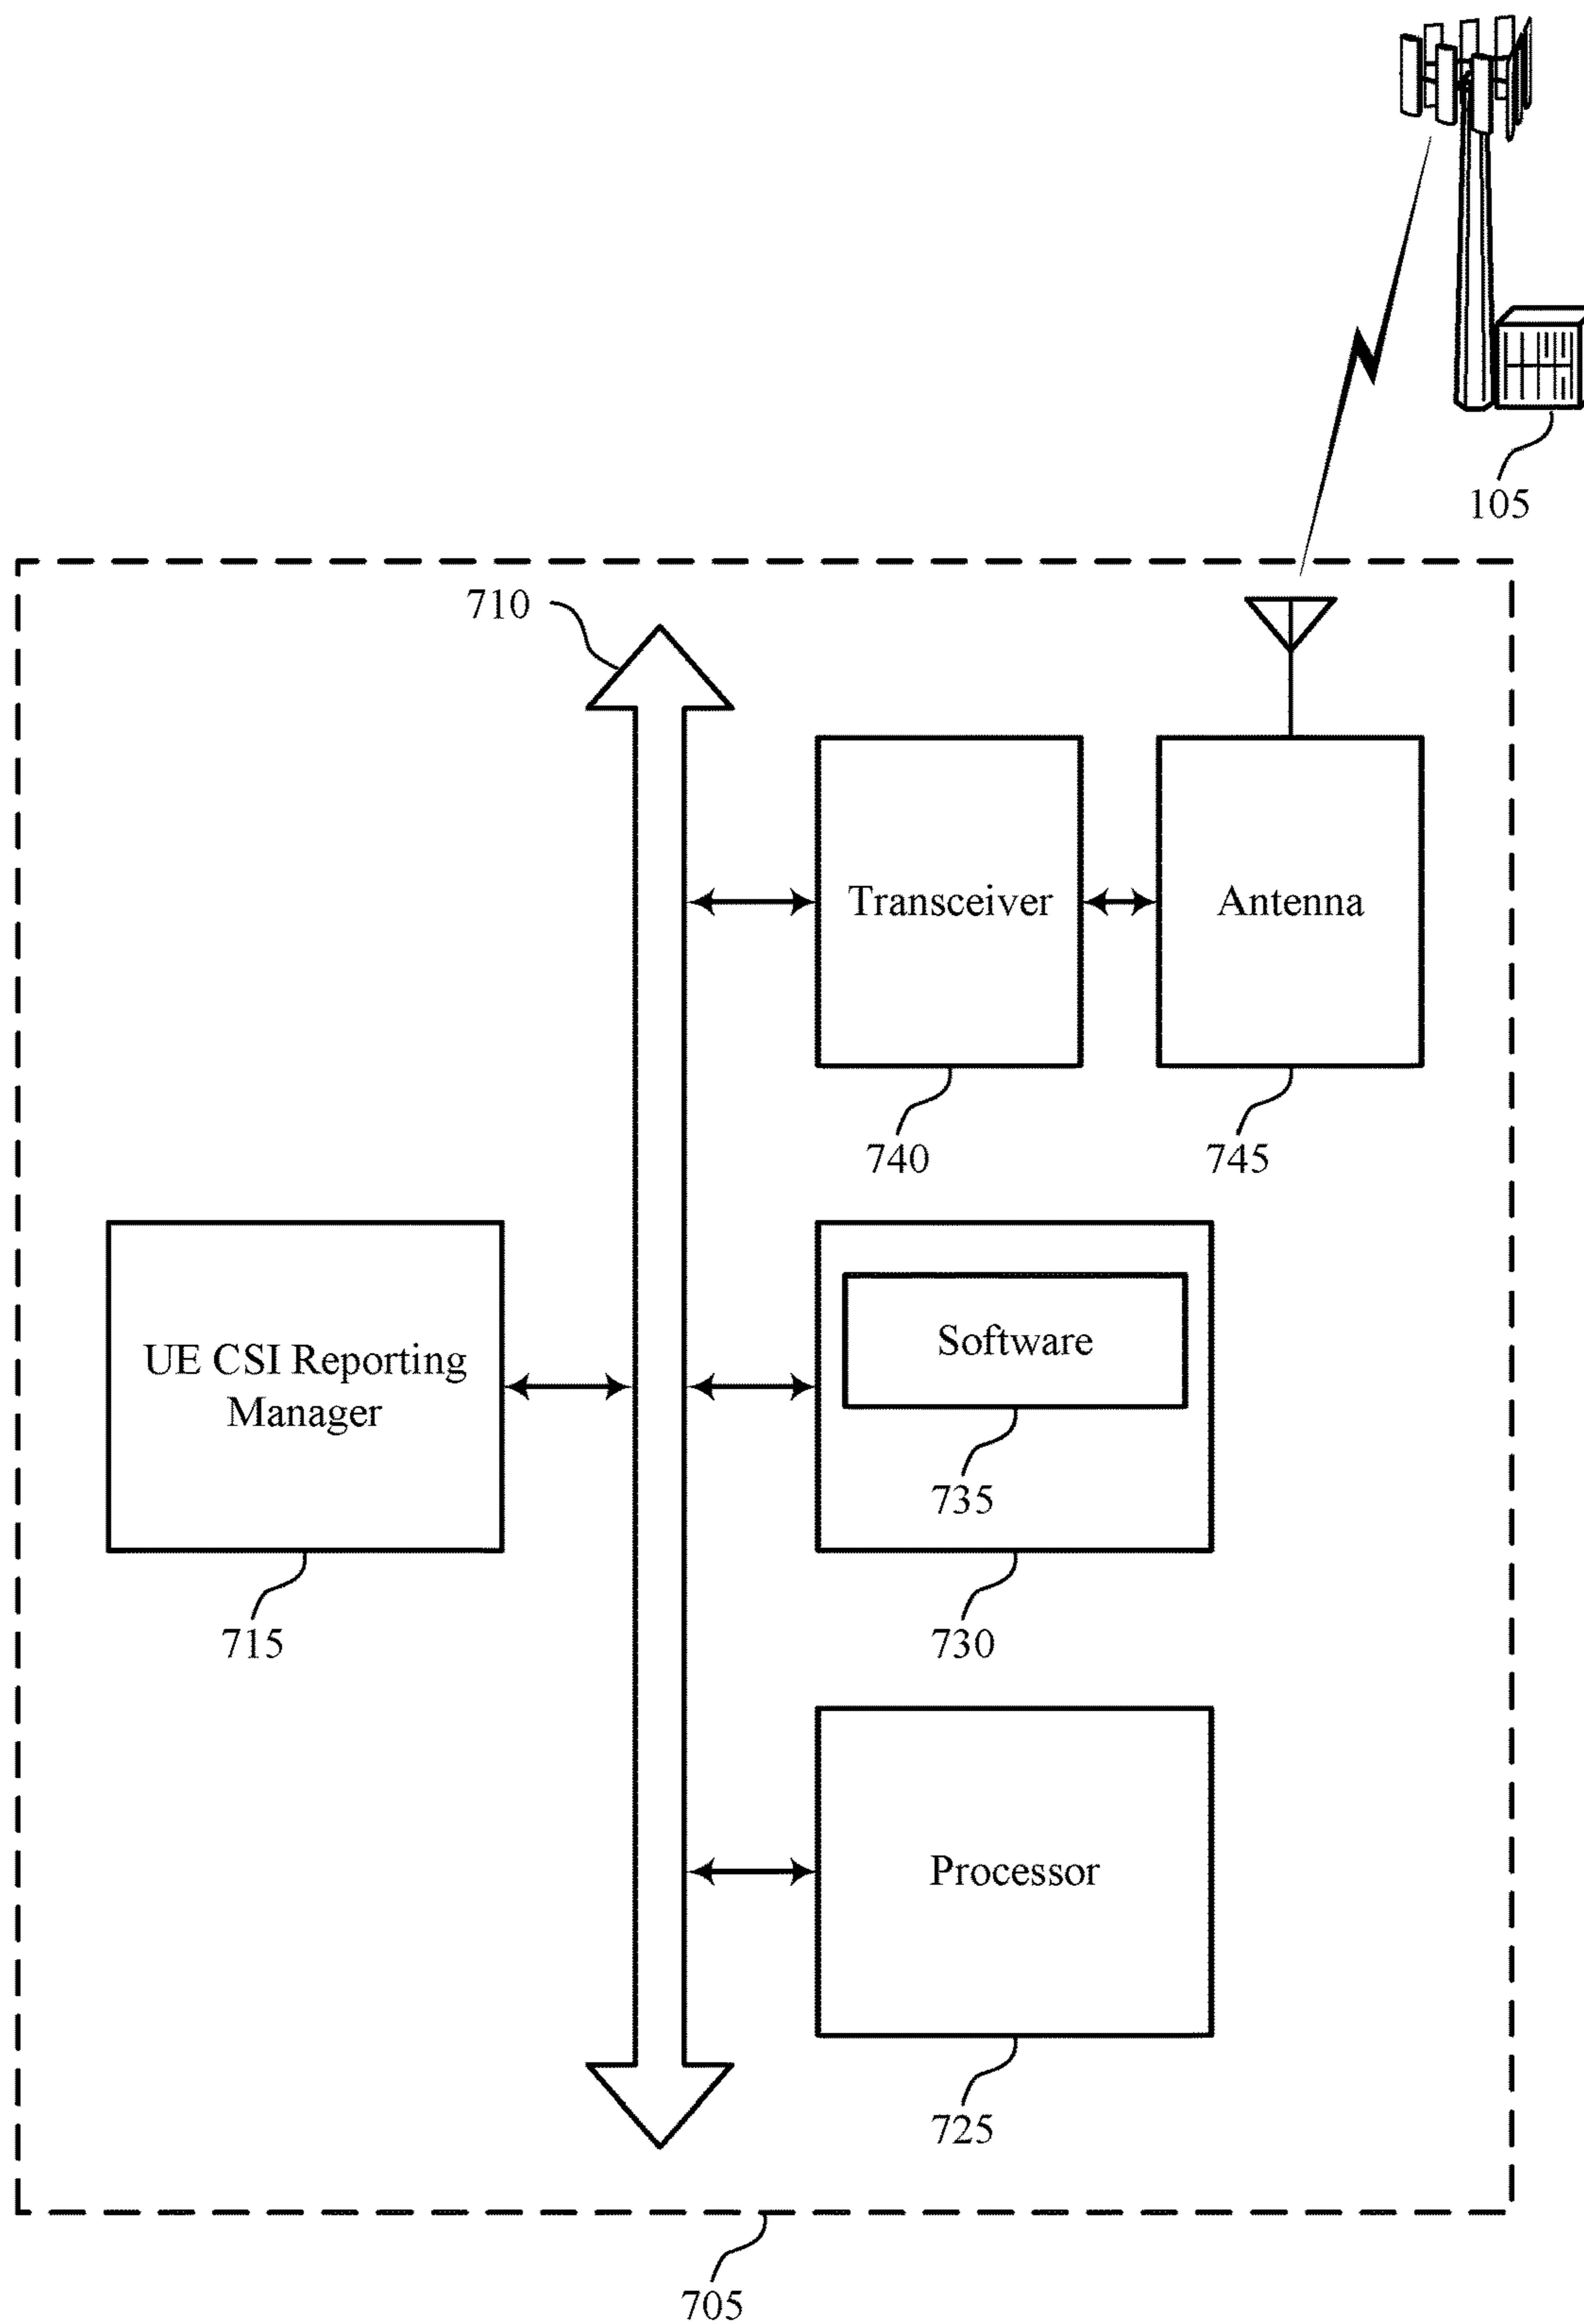 105
710
Transceiver
Antenna
740
745
UE CSI Reporting
Manager
Software
735
715
730
Processor
725
705